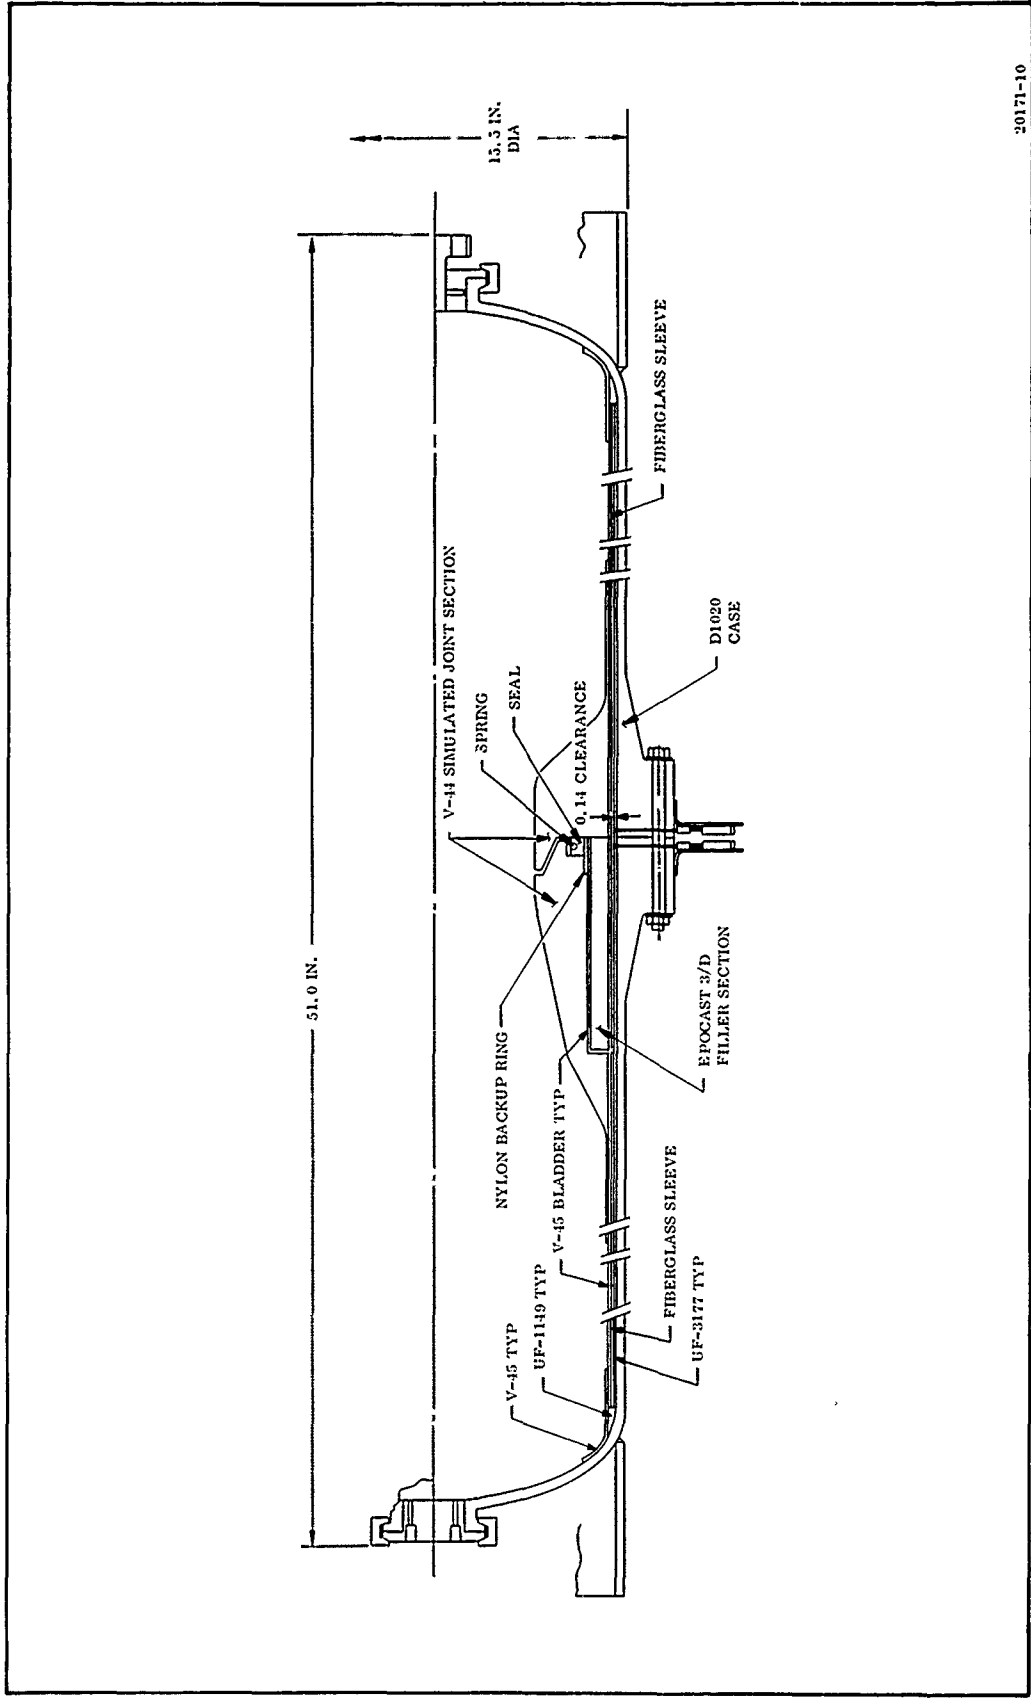 51.0 IN.
15.5 IN.
DIA
V-44 SIMULATED JOINT SECTION
SPRING
SEAL
0.14 CLEARANCE
NYLON BACKUP RING
V-45 BLADDER TYP
V-45 TYP
UF-1149 TYP
FIBERGLASS SLEEVE
UF-3177 TYP
EPOCAST 3/D
FILLER SECTION
D1020
CASE
FIBERGLASS SLEEVE
20171-10